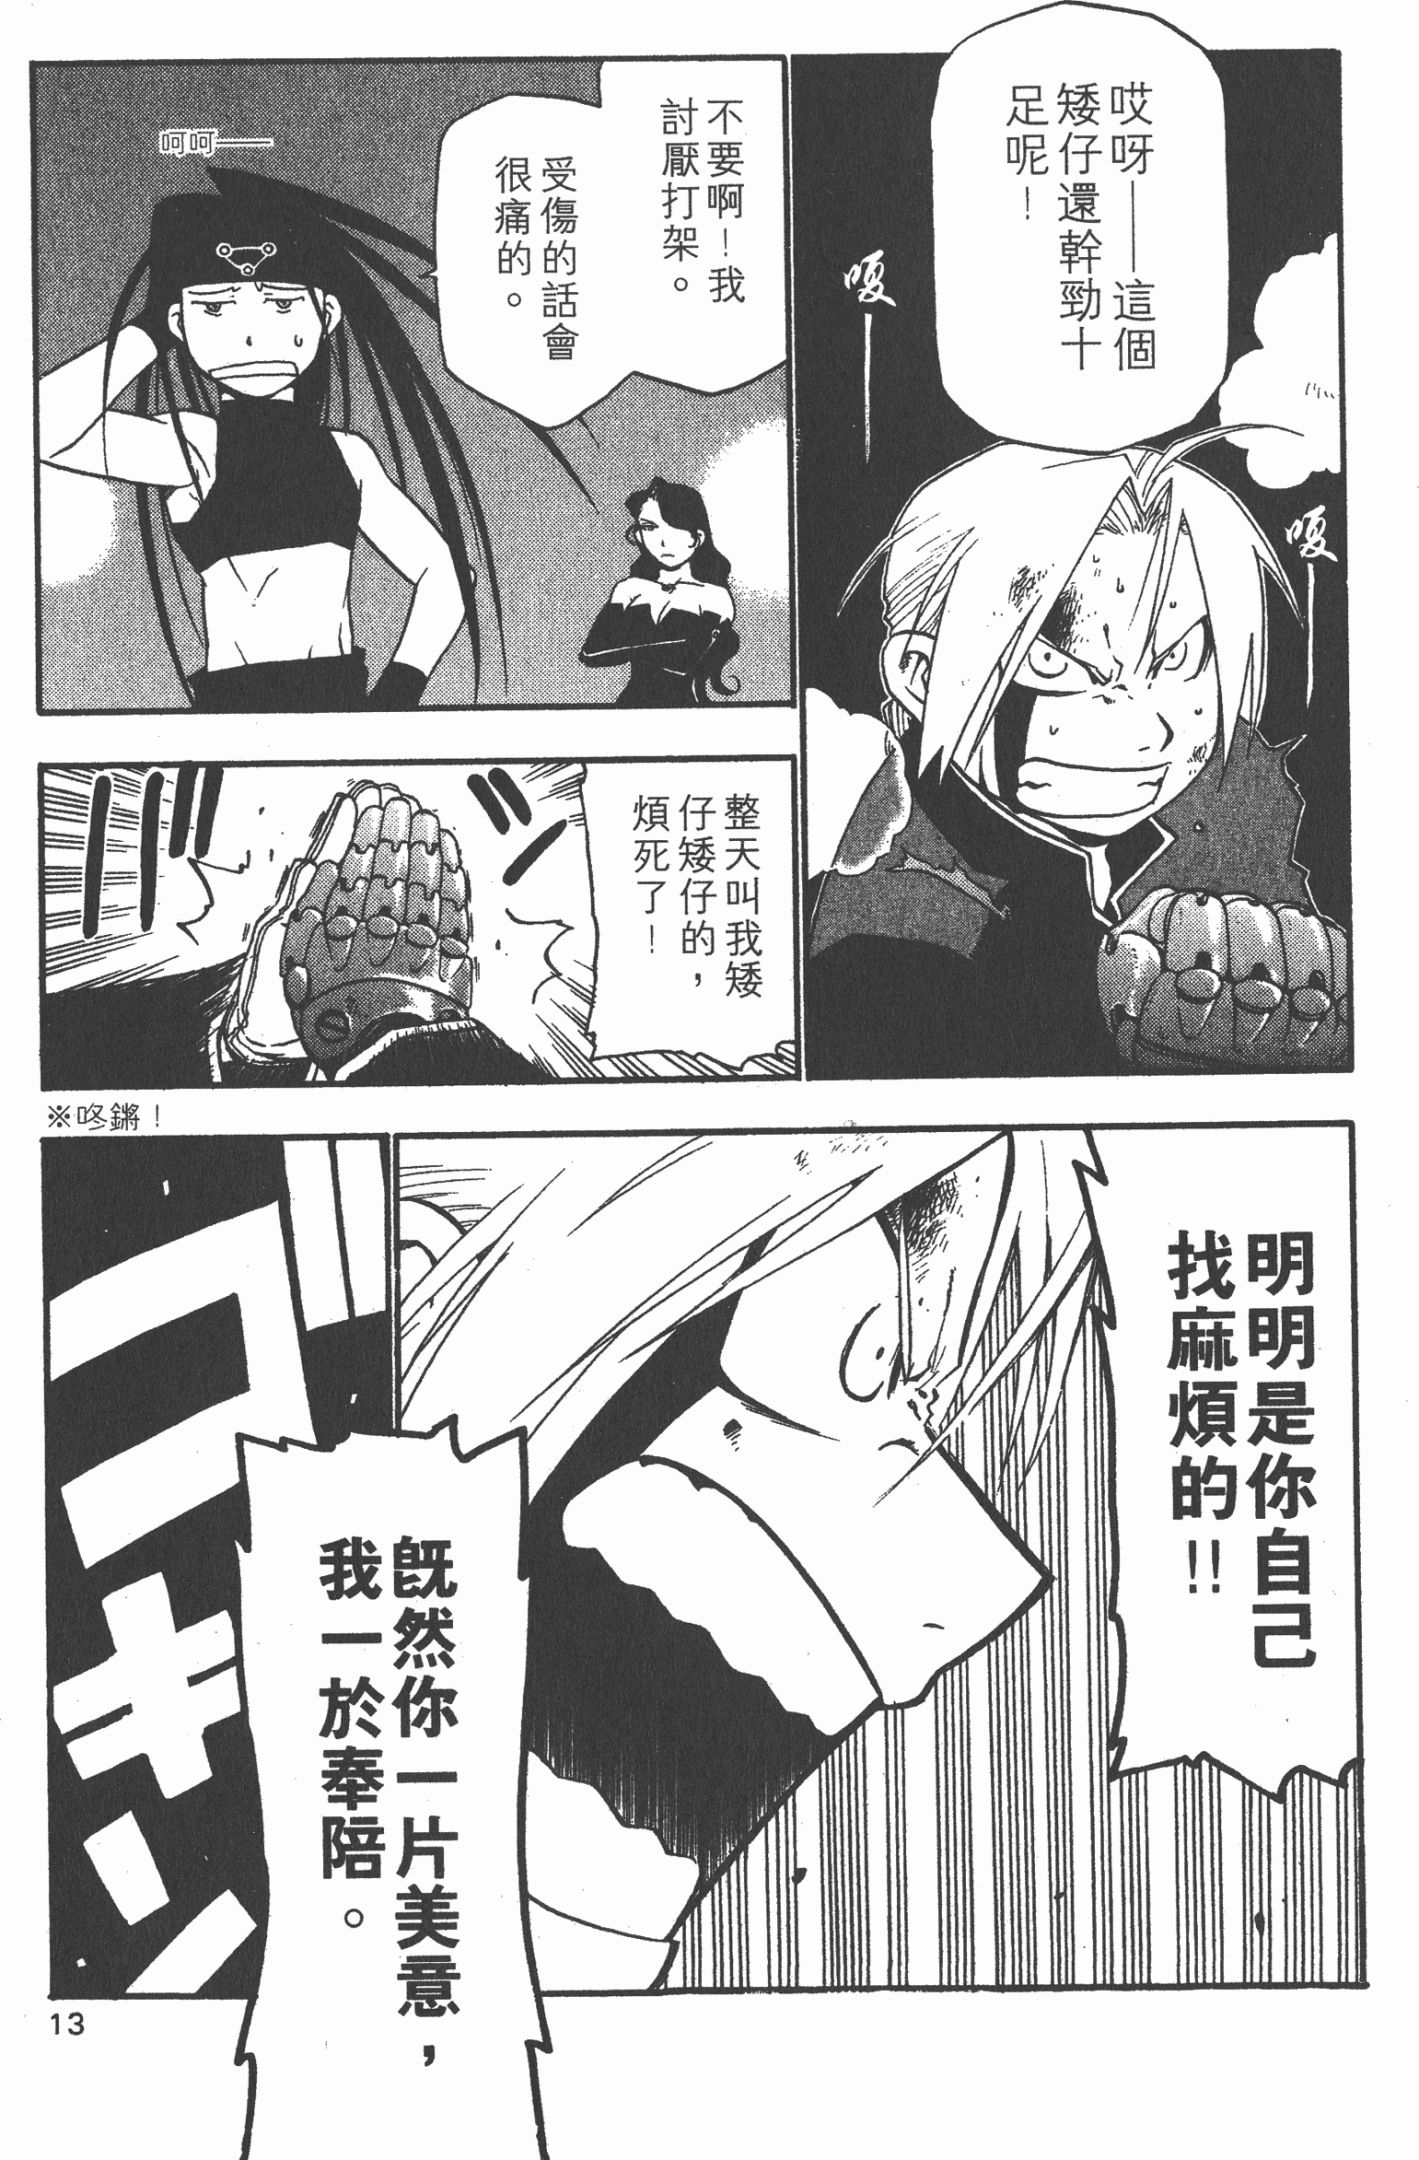 哎呀——這個
矮仔還幹勁十
足呢！
嗄—
嗄—
不要啊！我
討厭打架。
受傷的話會
很痛的。
呵呵——
整天叫我矮
仔矮仔的，
煩死了！
※咚鏘！
明明是你自己
找麻煩的!!
既然你一片美意，
我一於奉陪。
13